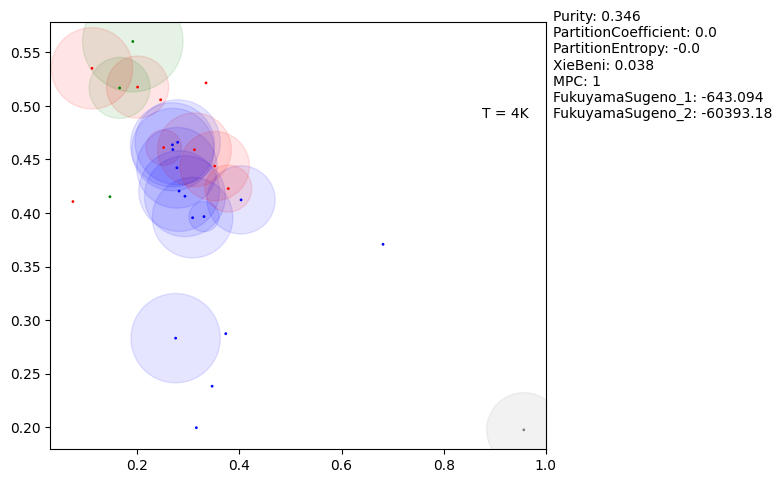 Purity: 0.346
PartitionCoefficient: 0.0
PartitionEntropy: -0.0
XieBeni: 0.038
MPC: 1
FukuyamaSugeno_1: -643.094
FukuyamaSugeno_2: -60393.18
T = 4K
0.55
0.50
0.45
0.40
0.35
0.30
0.25
0.20
0.2
0.4
0.6
0.8
1.0